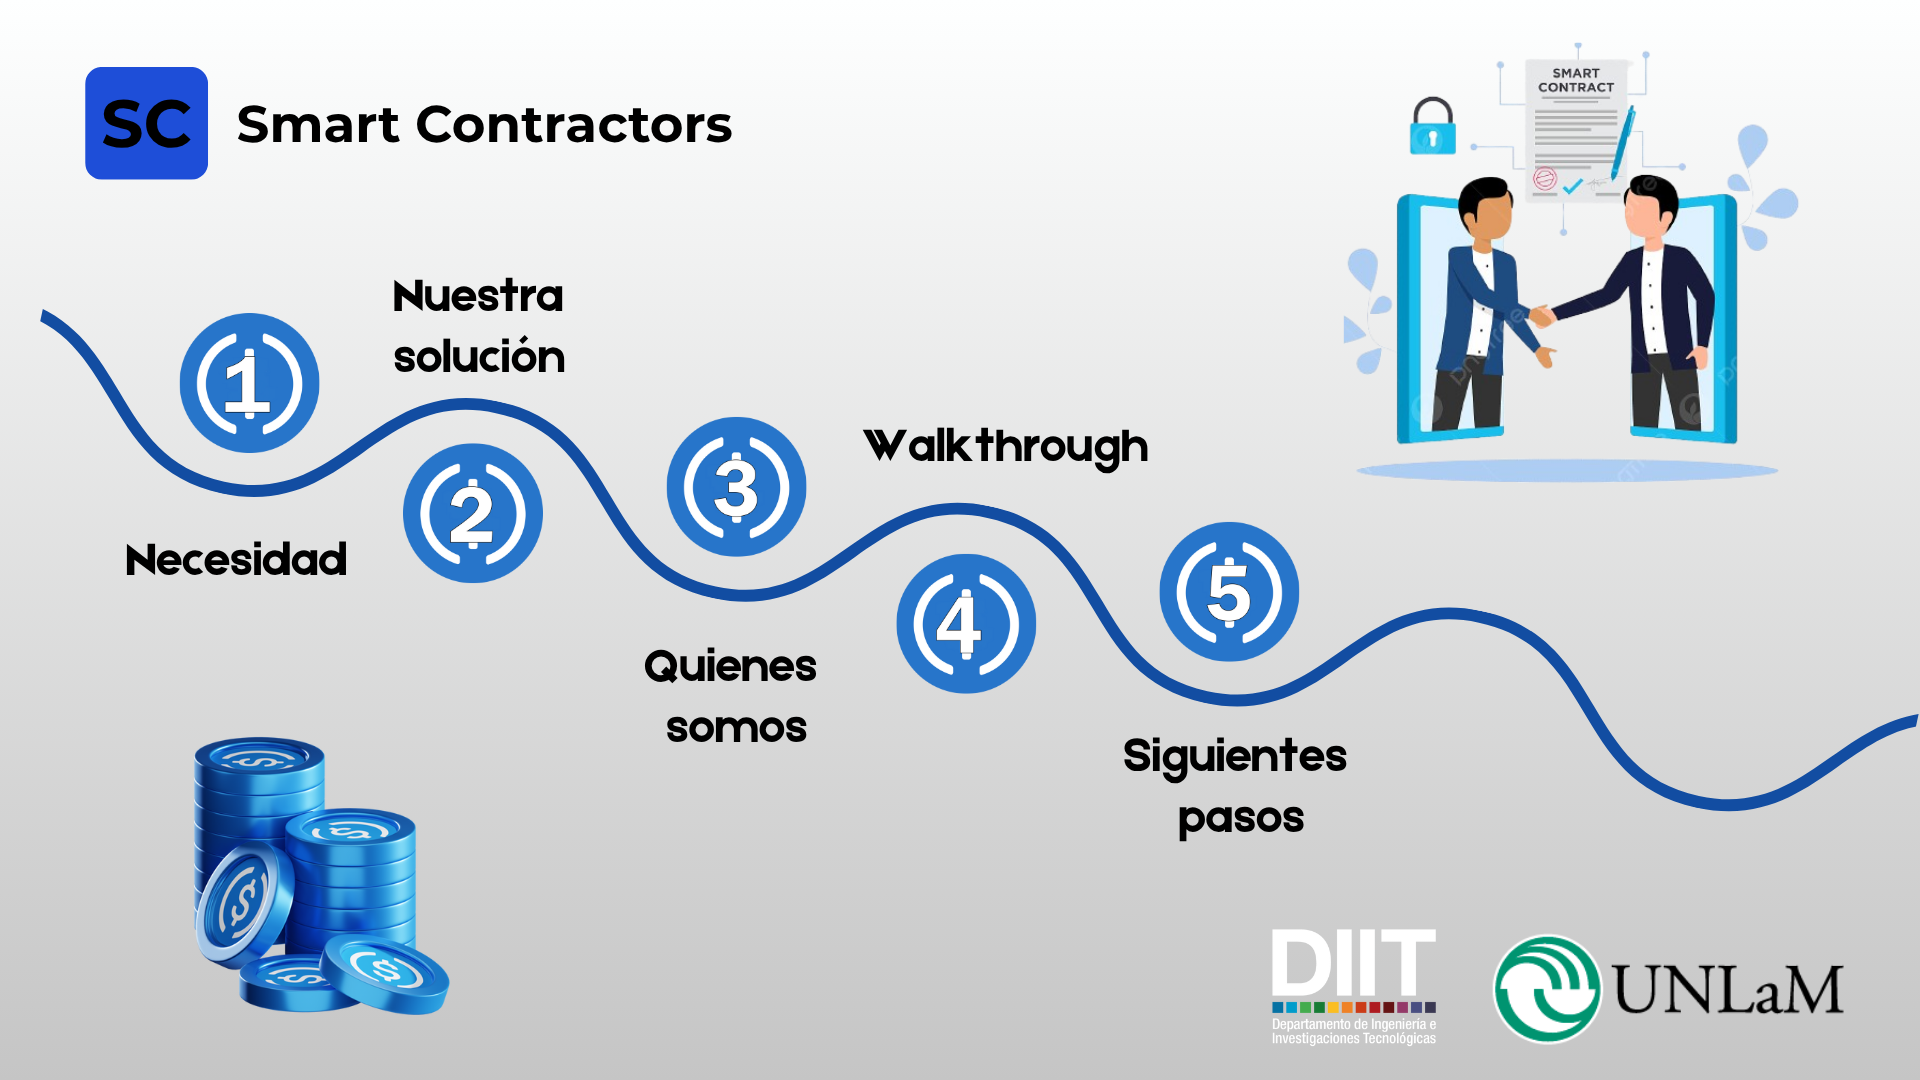 SC
Smart Contractors
SMART
CONTRACT
Nuestra
solución
1
Necesidad
2
3
Quienes
somos
Walkthrough
4
5
Siguientes
pasos
DIIT
Departamento de Ingeniería e
Investigaciones Tecnológicas
UNLaM